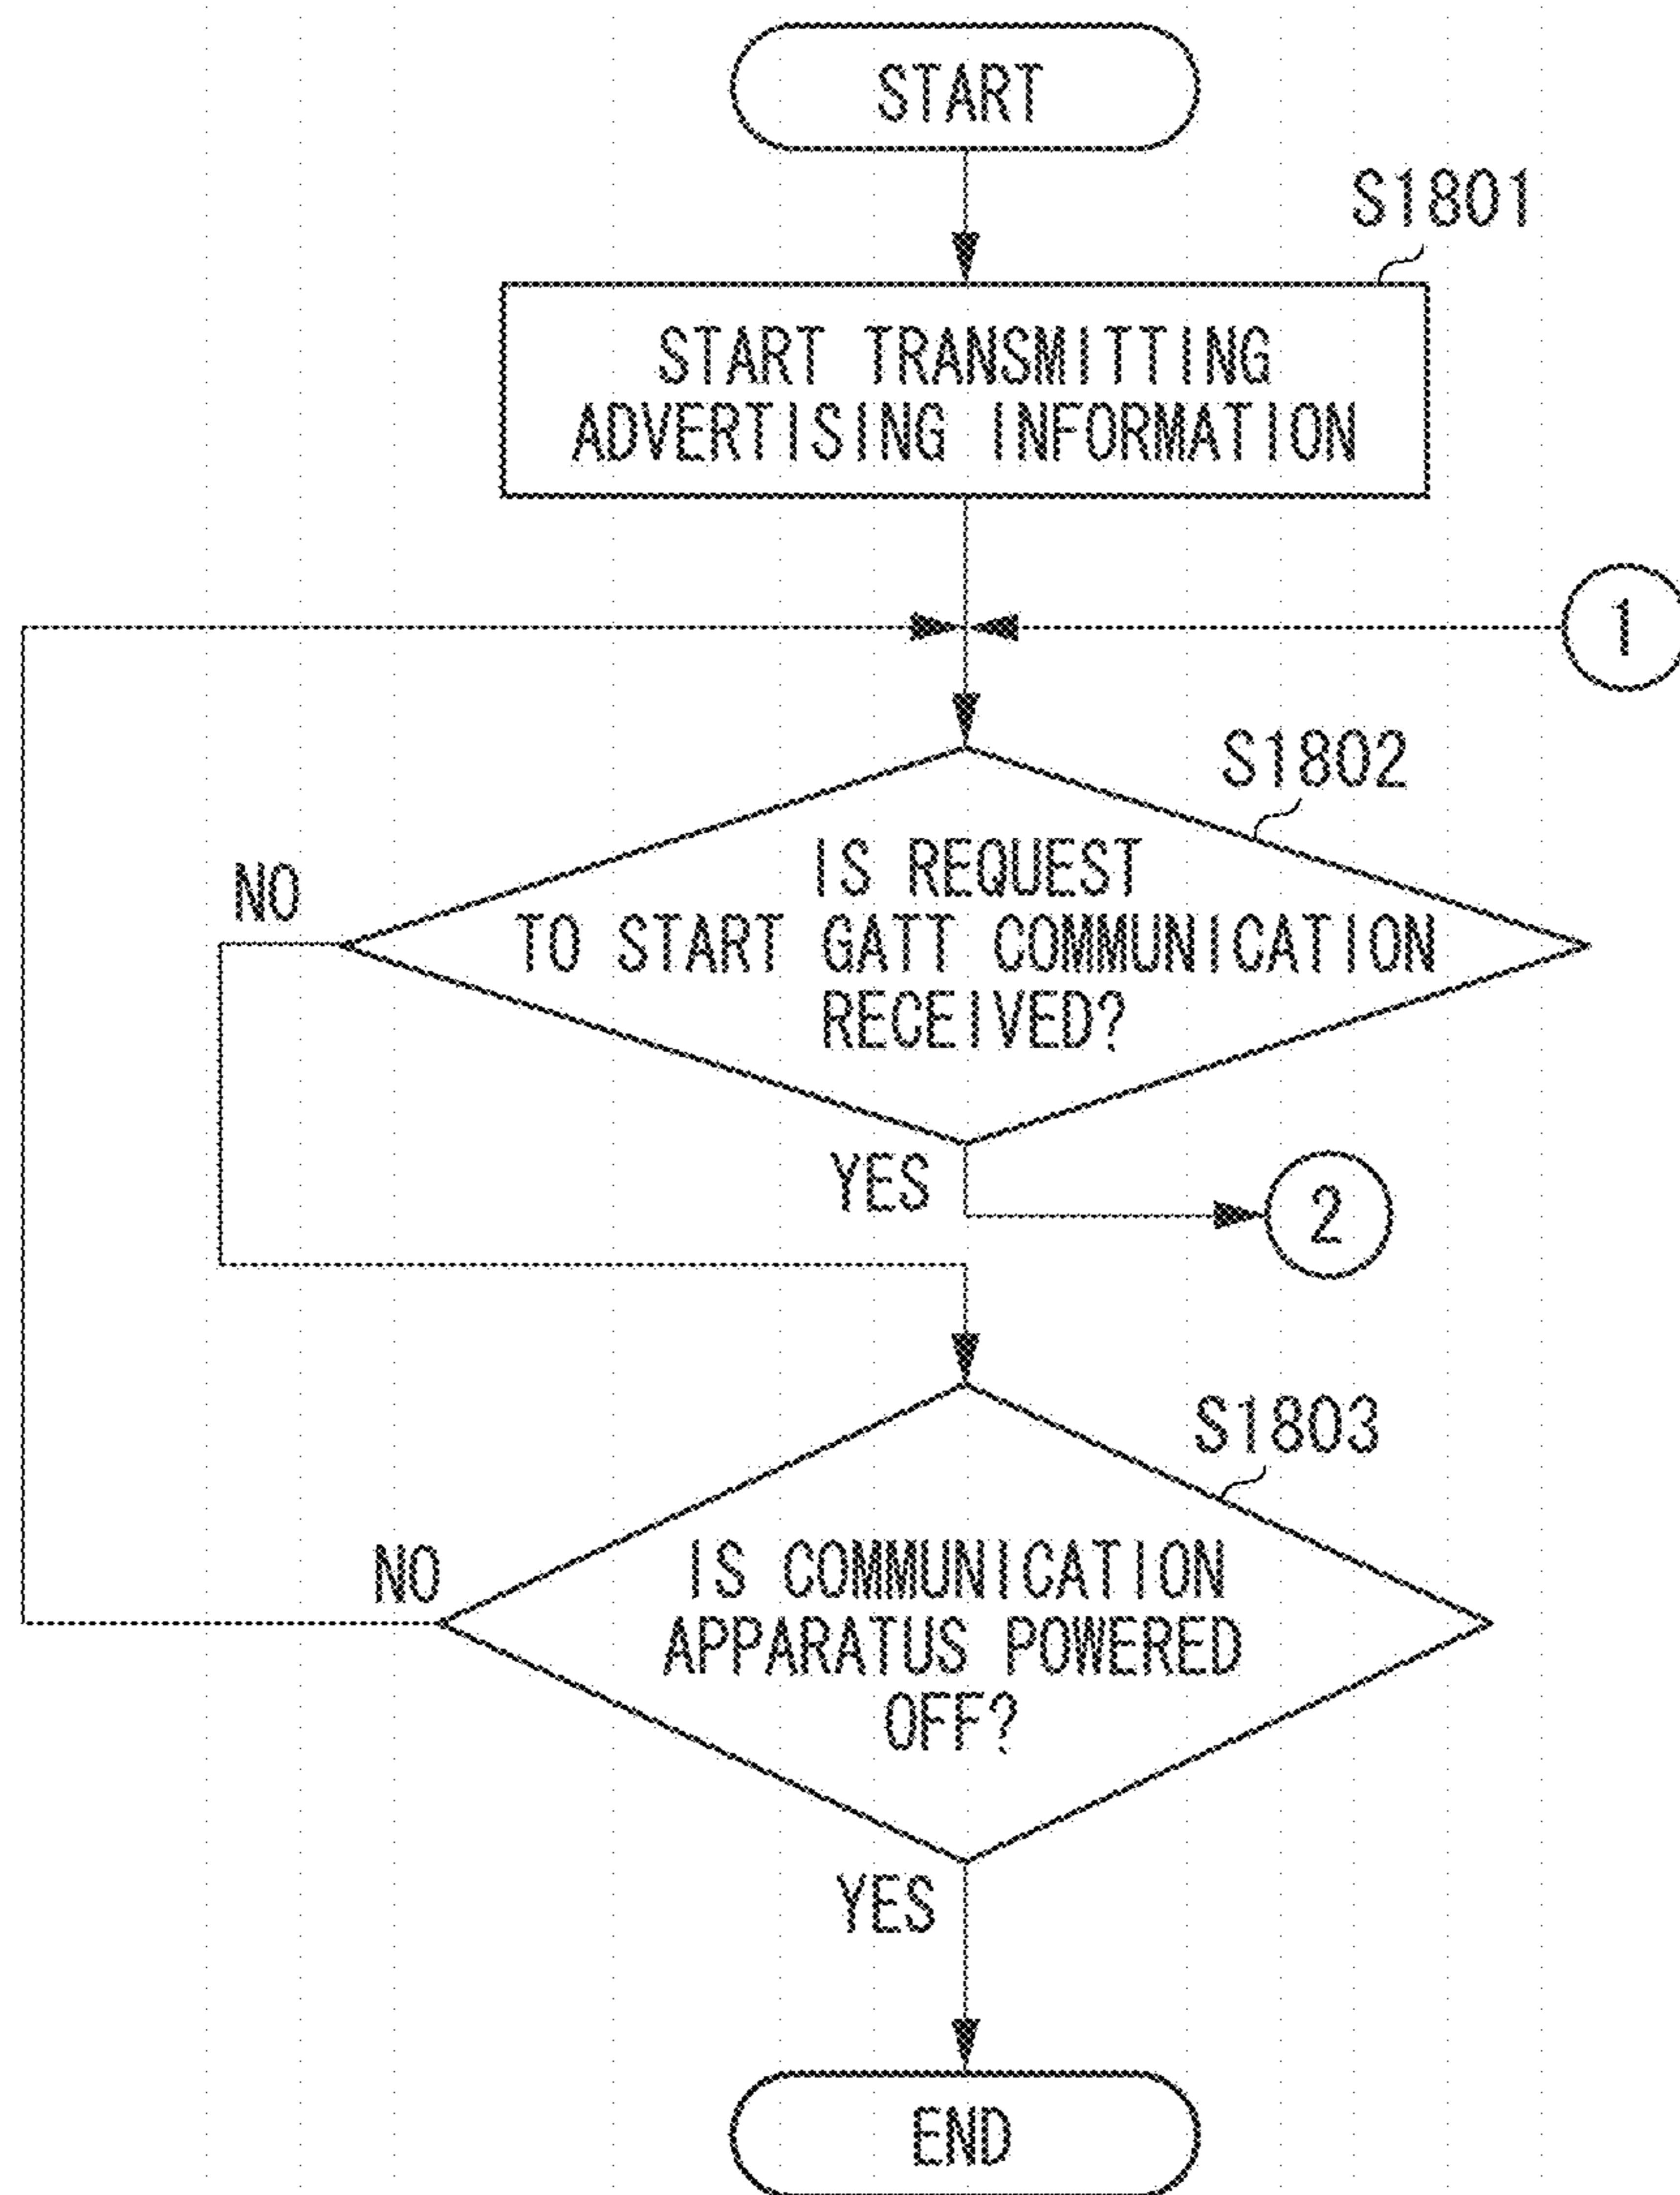 START
S1801
START TRANSMITTING
ADVERTISING INFORMATION
1
S1802
IS REQUEST
TO START GATT COMMUNICATION
RECEIVED?
NO
YES
2
S1803
IS COMMUNICATION
APPARATUS POWERED
OFF?
NO
YES
END